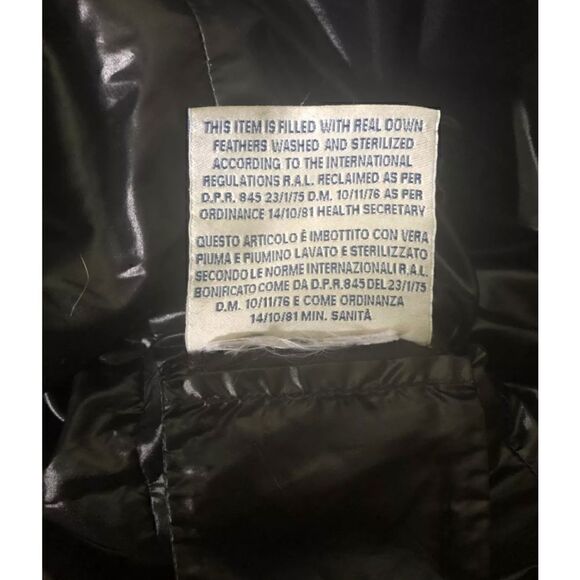 THIS ITEM IS FILLED WITH REAL DOWN
FEATHERS WASHED AND STERILIZED
ACCORDING TO THE INTERNATIONAL
REGULATIONS R.A.L. RECLAIMED AS PER
D.P.R. 845 23/1/75 D.M. 10/11/76 AS PER
ORDINANCE 14/10/81 HEALTH SECRETARY
QUESTO ARTICOLO È IMBOTTITO CON VERA
PIUMA E PIUMINO LAVATO E STERILIZZATO
SECONDO LE NORME INTERNAZIONALI R.A.L.
BONIFICATO COME DA D.P.R. 845 DEL 23/1/75
D.M. 10/11/76 E COME ORDINANZA
14/10/81 MIN. SANITÀ